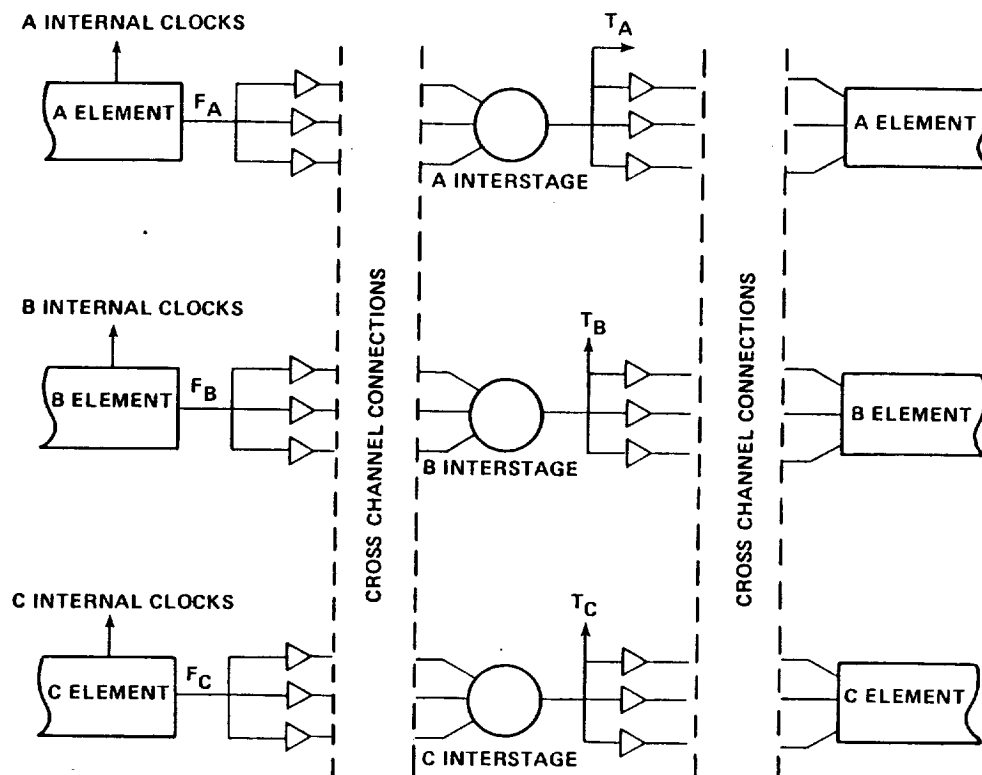 A INTERNAL CLOCKS
T_A
A ELEMENT
F_A
A INTERSTAGE
A ELEMENT
B INTERNAL CLOCKS
T_B
B ELEMENT
F_B
B INTERSTAGE
B ELEMENT
CROSS CHANNEL CONNECTIONS
CROSS CHANNEL CONNECTIONS
C INTERNAL CLOCKS
T_C
C ELEMENT
F_C
C INTERSTAGE
C ELEMENT